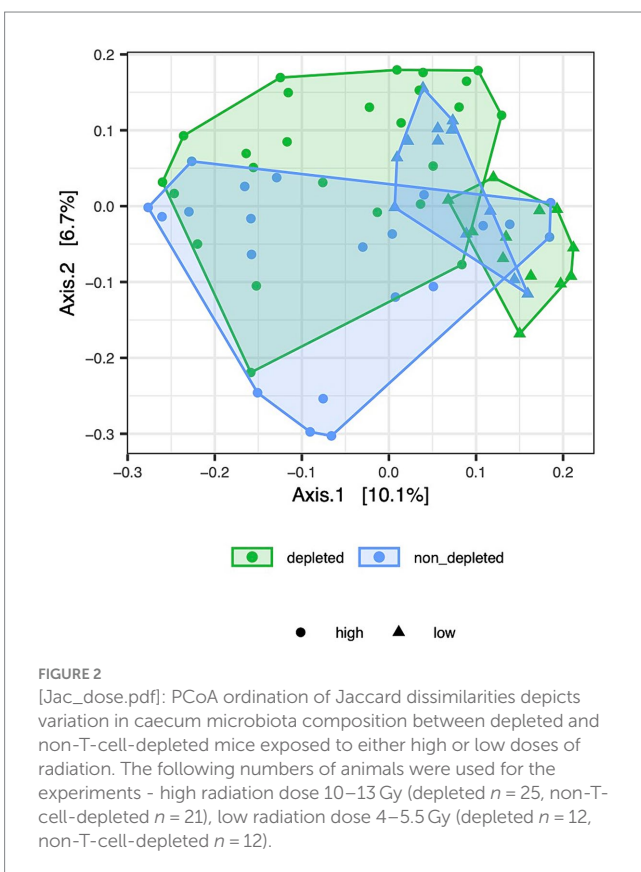 0.2
0.1
0.0
−0.1
−0.2
−0.3
Axis.2 [6.7%]
−0.3 −0.2 −0.1 0.0 0.1 0.2
Axis.1 [10.1%]
depleted non_depleted
high low
FIGURE 2
[Jac_dose.pdf]: PCoA ordination of Jaccard dissimilarities depicts
variation in caecum microbiota composition between depleted and
non-T-cell-depleted mice exposed to either high or low doses of
radiation. The following numbers of animals were used for the
experiments - high radiation dose 10–13 Gy (depleted n = 25, non-T-
cell-depleted n = 21), low radiation dose 4–5.5 Gy (depleted n = 12,
non-T-cell-depleted n = 12).